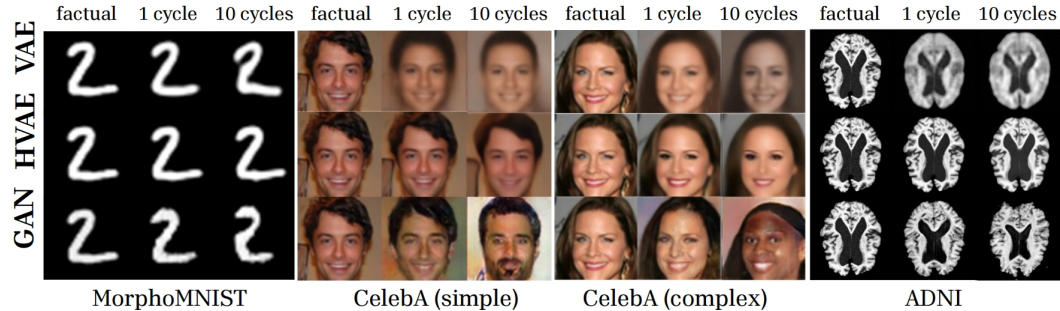 factual 1 cycle 10 cycles factual 1 cycle 10 cycles factual 1 cycle 10 cycles factual 1 cycle 10 cycles
VAE
HVAE
GAN
MorphoMNIST CelebA (simple) CelebA (complex) ADNI